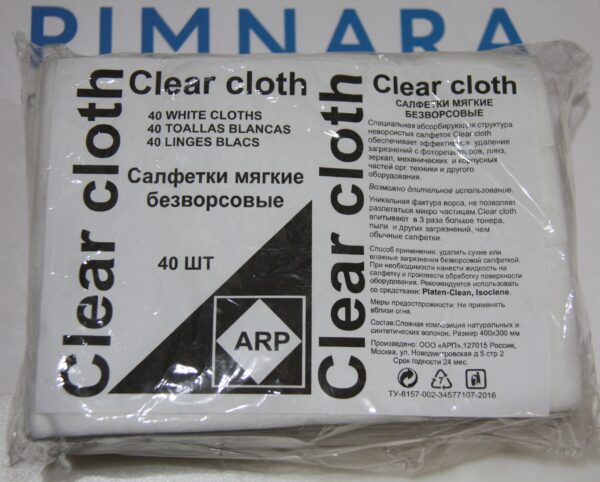 PIMNARA
Clear cloth
Clear cloth
40 WHITE CLOTHS
40 TOALLAS BLANCAS
40 LINGES BLACS
Салфетки мягкие
безворсовые
40 ШТ
ARP
Clear cloth
Clear cloth
САЛФЕТКИ МЯГКИЕ
БЕЗВОРСОВЫЕ
Специальная абсорбирующая структура
неворсистых салфеток Clear cloth
обеспечивает эффективное удаление
загрязнений с фоторецепторов, линз,
зеркал, механических и корпусных
частей орг. техники и другого
оборудования.
Возможно длительное использование.
Уникальная фактура ворса, не позволяет
разлетаться микро частицам.Clear cloth
впитывают в 3 раза больше тонера,
пыли и других загрязнений, чем
обычные салфетки.
Способ применения: удалить сухие или
влажные загрязнения безворсовой салфеткой.
При необходимости нанести жидкость на
салфетку и произвести обработку поверхности
оборудования. Рекомендуется использовать
со средствами: Platen-Clean, Isoclene.
Меры предосторожности: Не применять
вблизи огня.
Состав:Сложная композиция натуральных и
синтетических волокон. Размер 400х300 мм
Произведено: ООО «АРП»,127015 Россия,
Москва, ул. Новодмитровская д 5 стр 2
Срок годности 24 мес.
7
ТУ-8157-002-34577107-2016